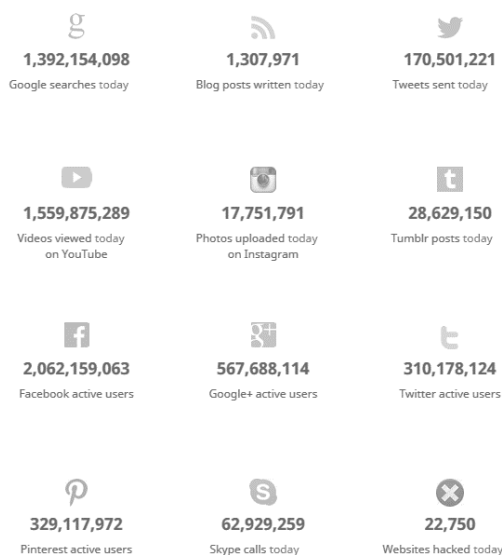 1,392,154,098
Google searches today
1,307,971
Blog posts written today
170,501,221
Tweets sent today
1,559,875,289
Videos viewed today
on YouTube
17,751,791
Photos uploaded today
on Instagram
28,629,150
Tumblr posts today
2,062,159,063
Facebook active users
567,688,114
Google+ active users
310,178,124
Twitter active users
329,117,972
Pinterest active users
62,929,259
Skype calls today
22,750
Websites hacked today